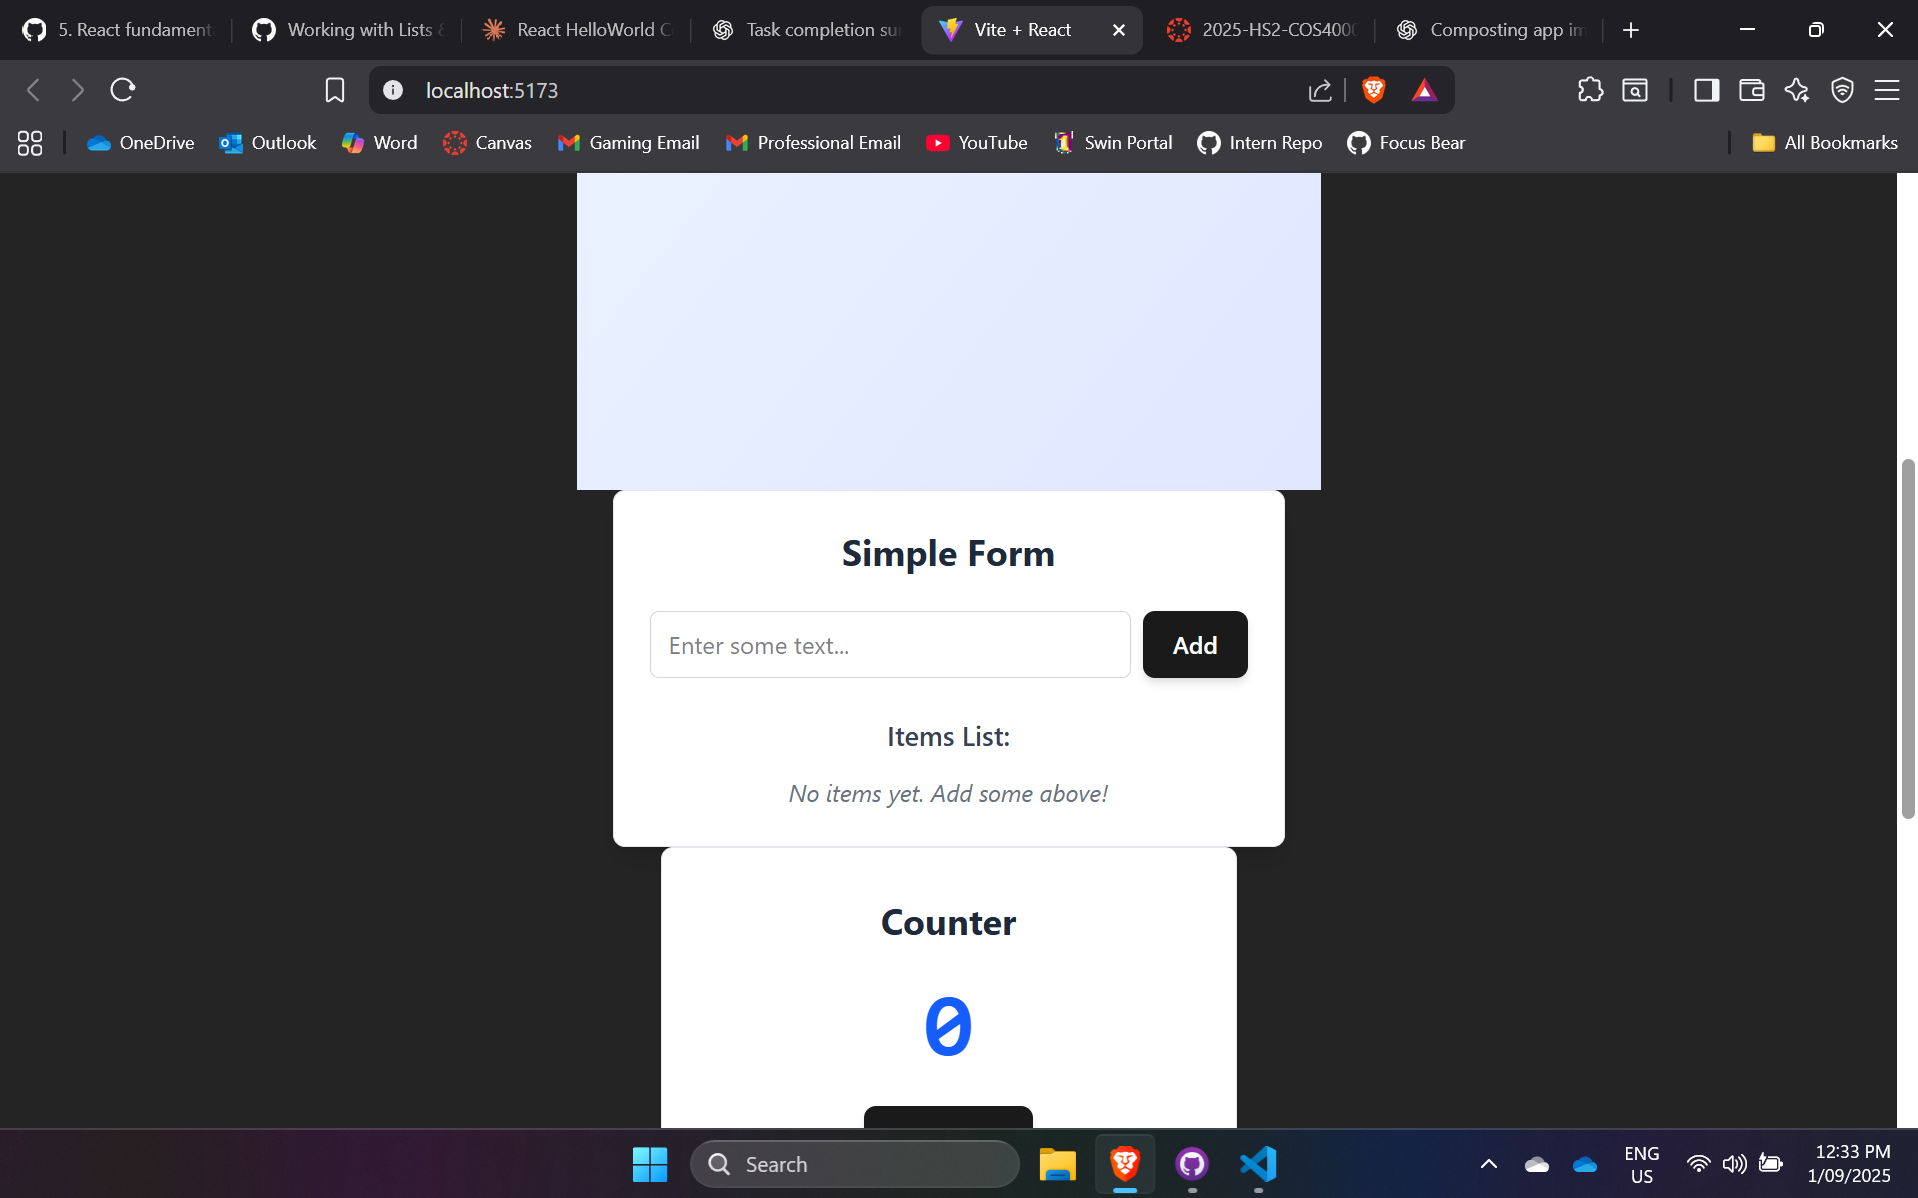 5. React fundament
Working with Lists &
React HelloWorld C
Task completion su
Vite + React
2025-HS2-COS400
Composting app im
localhost:5173
OneDrive
Outlook
Word
Canvas
Gaming Email
Professional Email
YouTube
Swin Portal
Intern Repo
Focus Bear
All Bookmarks
Simple Form
Enter some text...
Add
Items List:
No items yet. Add some above!
Counter
0
Search
ENG
US
12:33 PM
1/09/2025